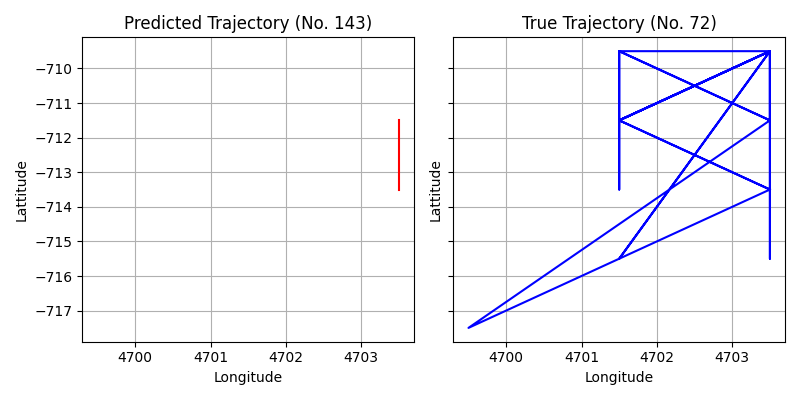 Predicted Trajectory (No. 143)
True Trajectory (No. 72)
−710
−711
−712
−713
−714
−715
−716
−717
Lattitude
Lattitude
4700 4701 4702 4703
4700 4701 4702 4703
Longitude
Longitude